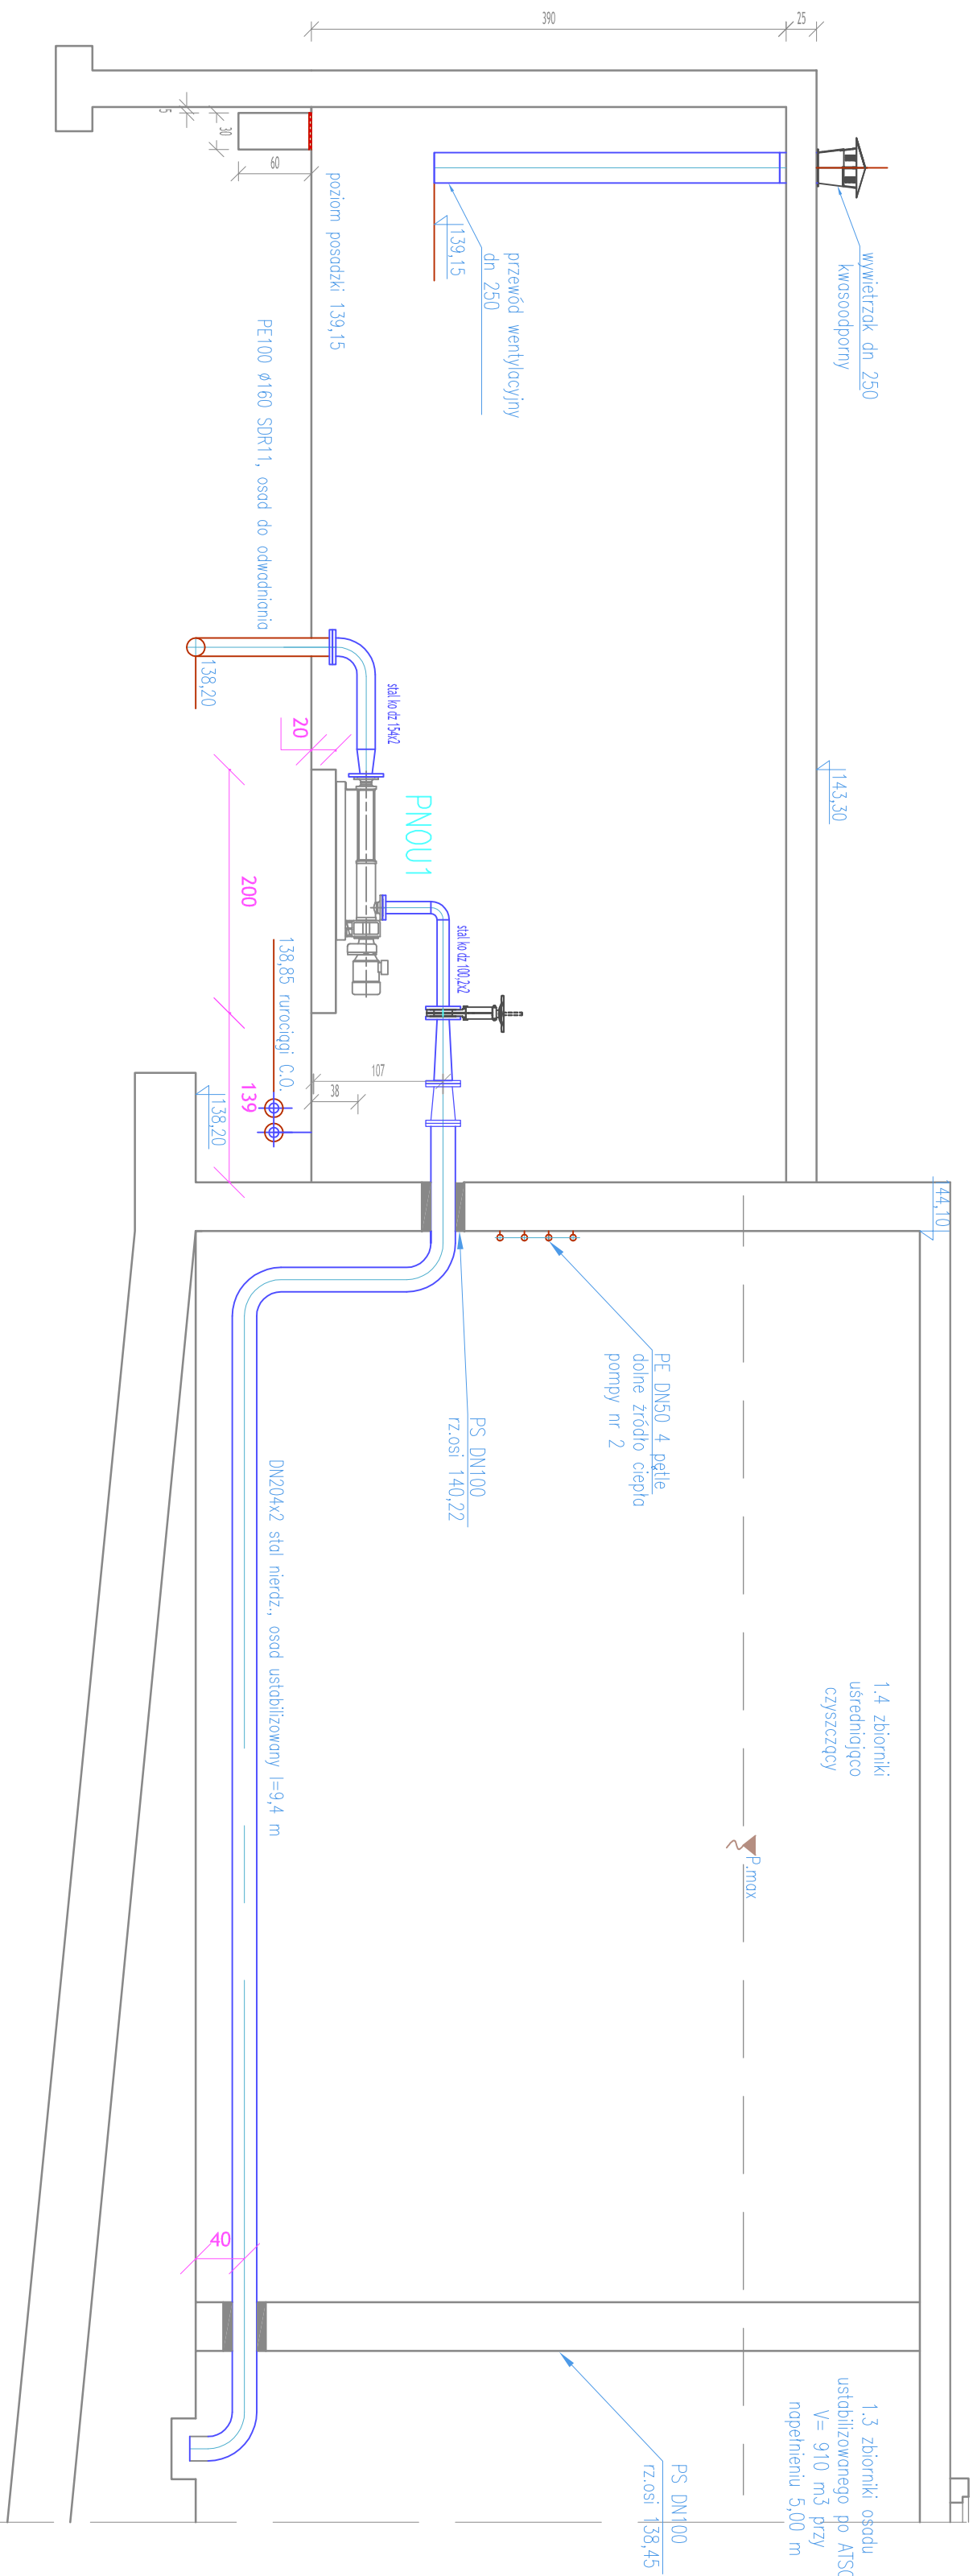 390
25
wywietrzak dn 250
kwasoodporny
przewód wentylacyjny
dn 250
139,15
5
30
60
poziom posadzki 139,15
PE100 ø160 SDR11, osad do odwadniania
138,20
stal ko dz 154x2
20
143,30
PNOU1
stal ko dz 100,2x2
200
138,85 rurociągi C.O.
107
38
139
138,20
144,10
PE DN50 4 pętle
dolne źródło ciepła
pompy nr 2
PS DN100
rz.osi 140,22
DN204x2 stal nierdz., osad ustabilizowany l=9,4 m
1.4 zbiorniki
uśredniająco
czyszczący
P.max
40
1.3 zbiorniki osadu
ustabilizowanego po ATSO
V= 910 m3 przy
napełnieniu 5,00 m
PS DN100
rz.osi 138,45